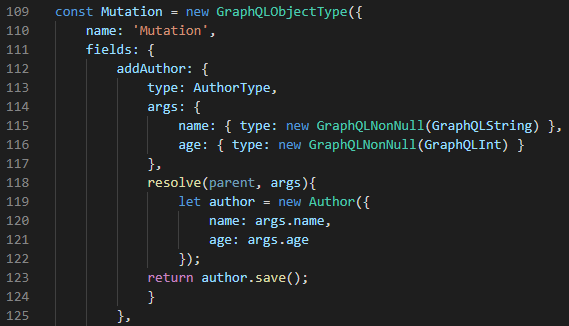 109 const Mutation = new GraphQLObjectType({
110     name: 'Mutation',
111     fields: {
112         addAuthor: {
113             type: AuthorType,
114             args: {
115                 name: { type: new GraphQLNonNull(GraphQLString) },
116                 age: { type: new GraphQLNonNull(GraphQLInt) }
117             },
118             resolve(parent, args){
119                 let author = new Author({
120                     name: args.name,
121                     age: args.age
122                 });
123             return author.save();
124             }
125         },